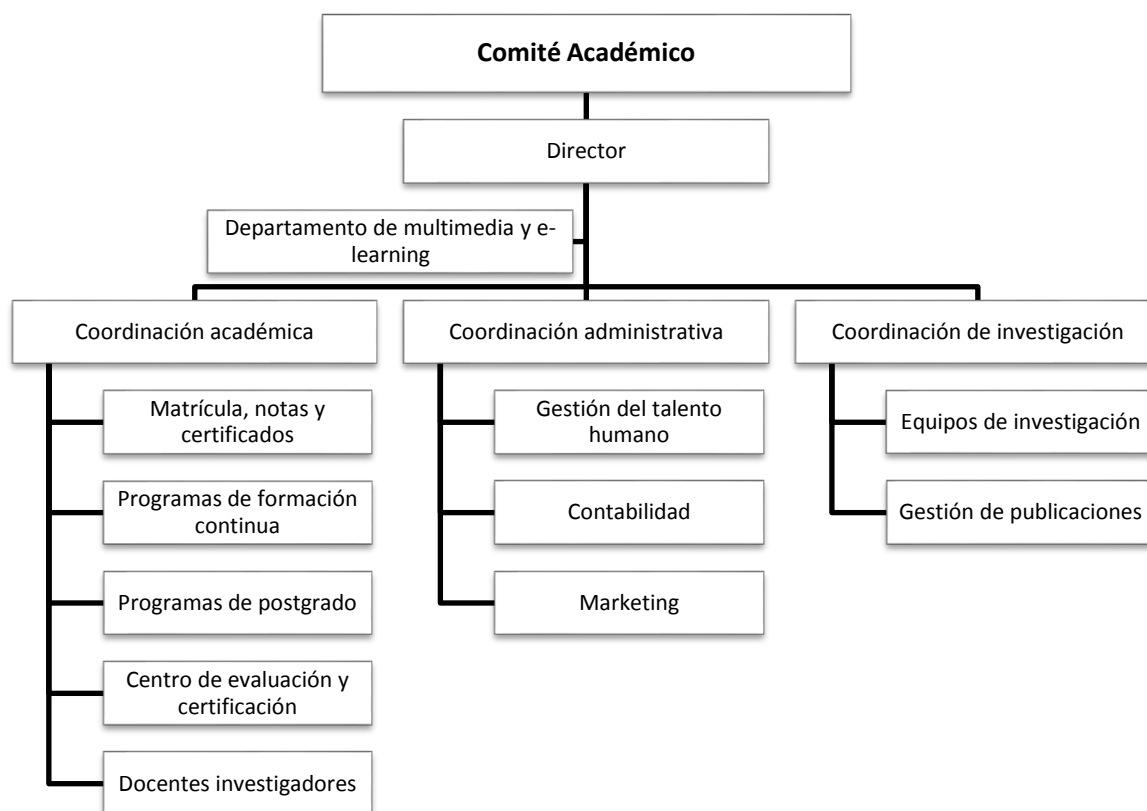 Comité Académico
Director
Departamento de multimedia y e-
learning
Coordinación académica
Coordinación administrativa
Coordinación de investigación
Matrícula, notas y
certificados
Programas de formación
continua
Programas de postgrado
Centro de evaluación y
certificación
Docentes investigadores
Gestión del talento
humano
Contabilidad
Marketing
Equipos de investigación
Gestión de publicaciones